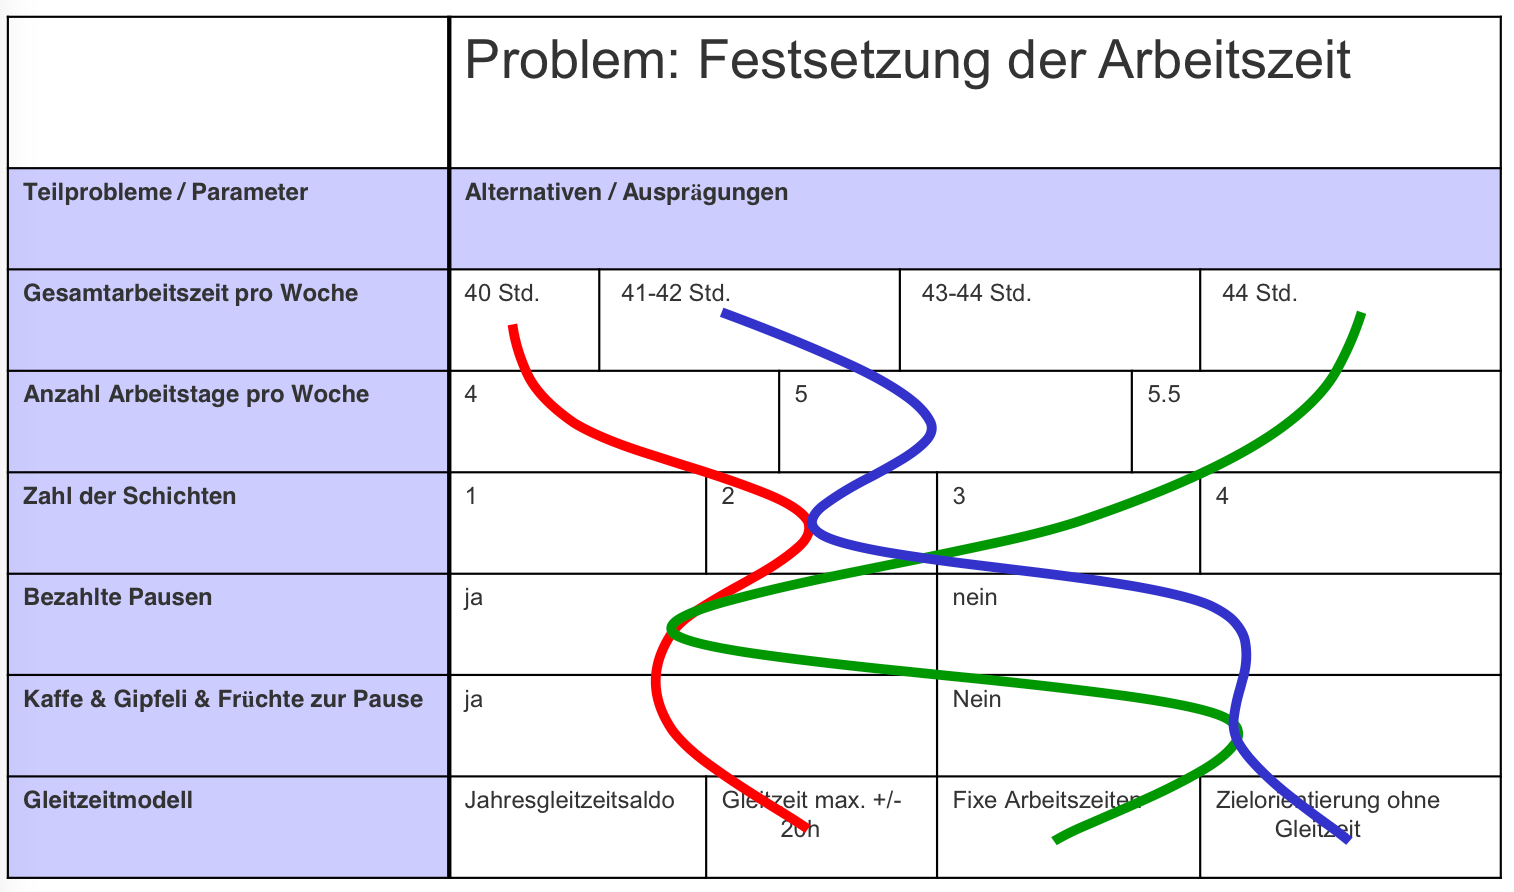 Problem: Festsetzung der Arbeitszeit
Teilprobleme / Parameter
Alternativen / Ausprägungen
Gesamtarbeitszeit pro Woche
40 Std.
41-42 Std.
43-44 Std.
44 Std.
Anzahl Arbeitstage pro Woche
4
5
5.5
Zahl der Schichten
1
2
3
4
Bezahlte Pausen
ja
nein
Kaffe & Gipfeli & Früchte zur Pause
ja
Nein
Gleitzeitmodell
Jahresgleitzeitsaldo
Gleitzeit max. +/-
20h
Fixe Arbeitszeiten
Zielorientierung ohne
Gleitzeit